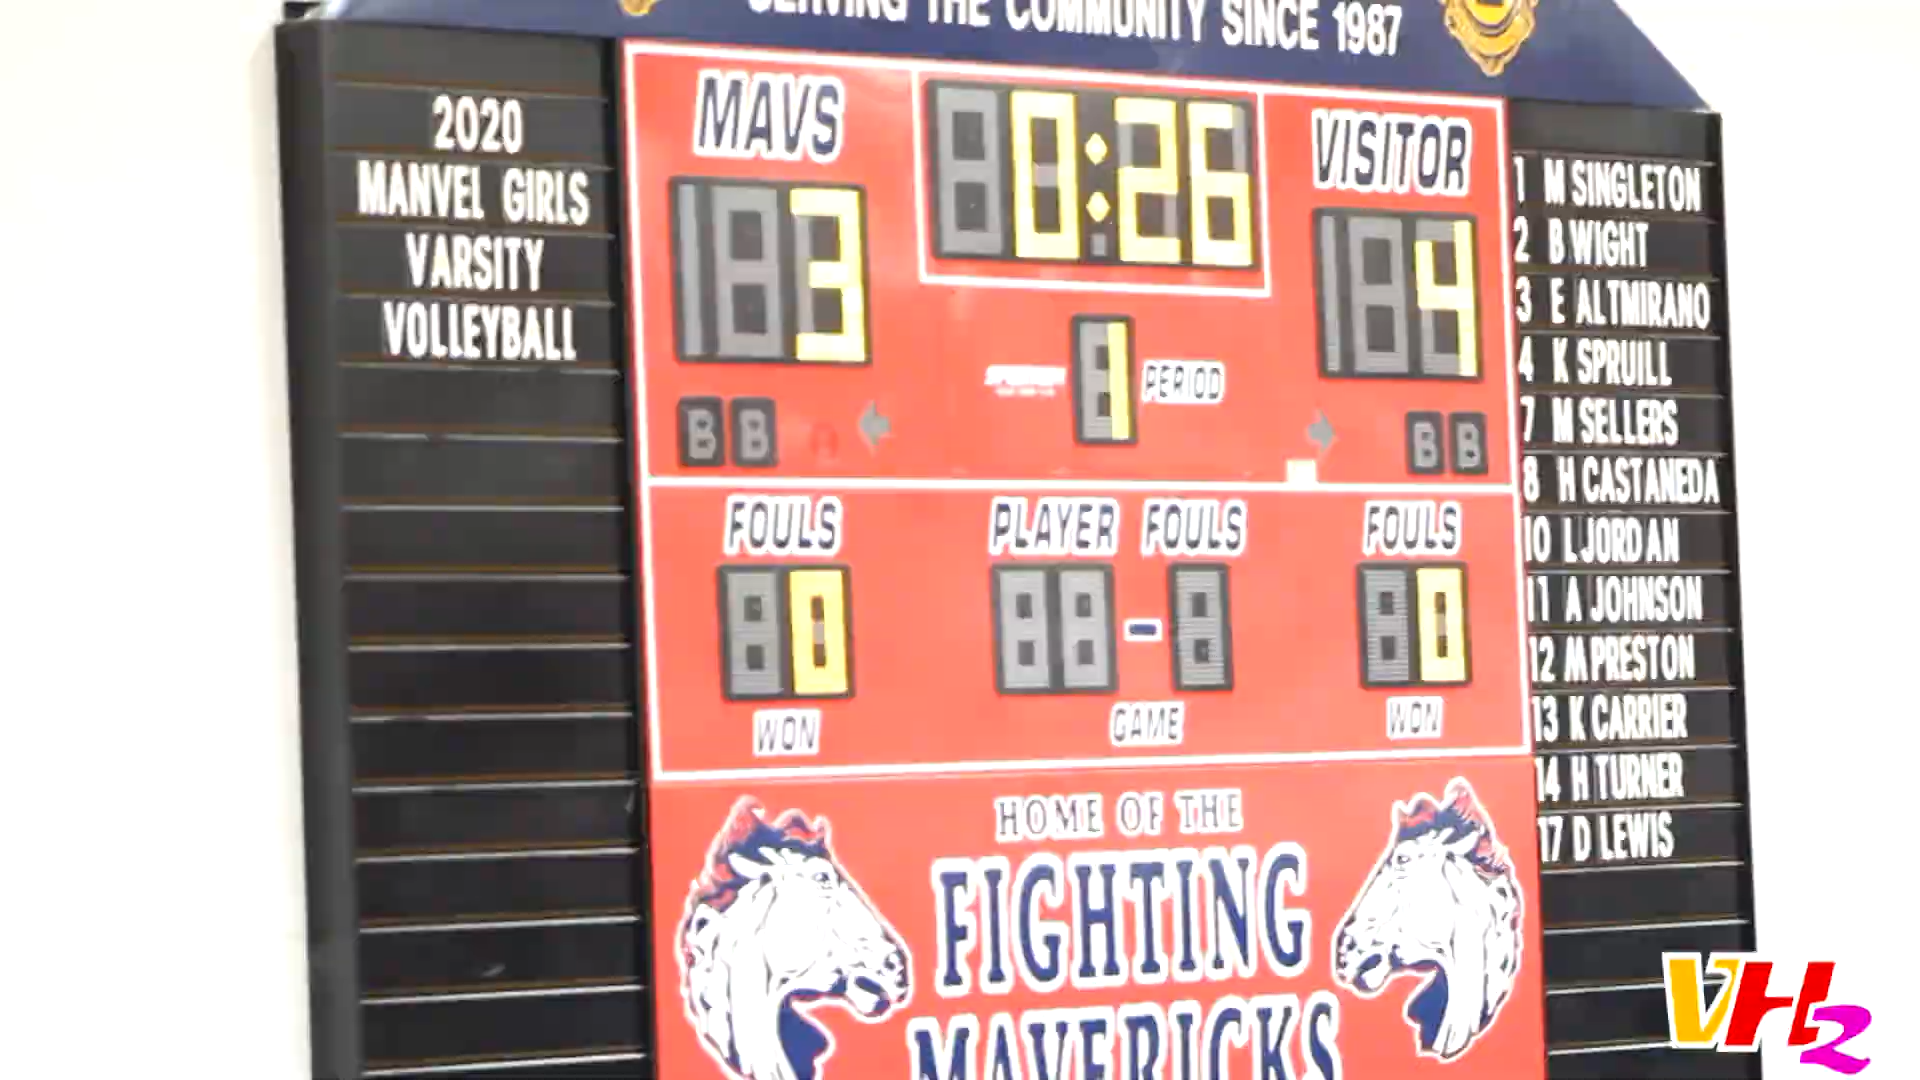 SERVING THE COMMUNITY SINCE 1987
2020
MANVEL GIRLS
VARSITY
VOLLEYBALL
MAVS
0:26
VISITOR
3
4
1 PERIOD
FOULS
PLAYER FOULS
FOULS
0
-
0
WON
GAME
WON
HOME OF THE
FIGHTING
MAVERICKS
1 M SINGLETON
2 B WIGHT
3 E ALTMIRANO
4 K SPRUILL
7 M SELLERS
8 H CASTANEDA
10 L JORDAN
11 A JOHNSON
12 M PRESTON
13 K CARRIER
14 H TURNER
17 D LEWIS
VH2